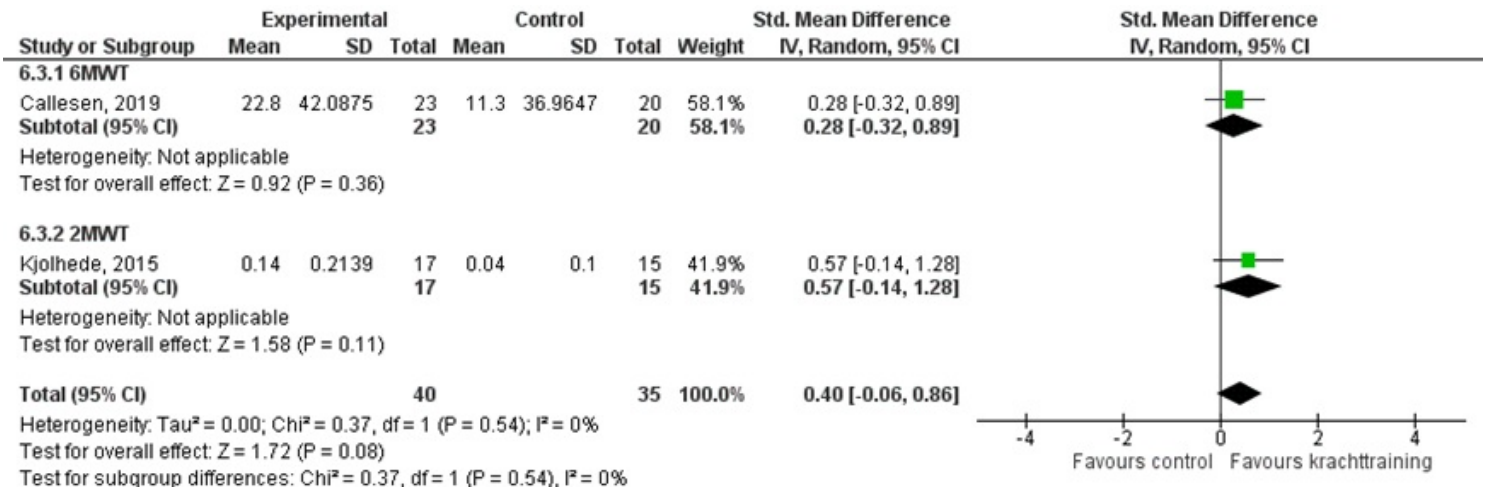 Experimental Control Std. Mean Difference Std. Mean Difference
Study or Subgroup Mean SD Total Mean SD Total Weight IV, Random, 95% CI IV, Random, 95% CI
6.3.1 6MWT
Callesen, 2019 22.8 42.0875 23 11.3 36.9647 20 58.1% 0.28 [-0.32, 0.89]
Subtotal (95% CI) 23 20 58.1% 0.28 [-0.32, 0.89]
Heterogeneity: Not applicable
Test for overall effect: Z = 0.92 (P = 0.36)
6.3.2 2MWT
Kjolhede, 2015 0.14 0.2139 17 0.04 0.1 15 41.9% 0.57 [-0.14, 1.28]
Subtotal (95% CI) 17 15 41.9% 0.57 [-0.14, 1.28]
Heterogeneity: Not applicable
Test for overall effect: Z = 1.58 (P = 0.11)
Total (95% CI) 40 35 100.0% 0.40 [-0.06, 0.86]
Heterogeneity: Tau² = 0.00; Chi² = 0.37, df = 1 (P = 0.54); I² = 0%
Test for overall effect: Z = 1.72 (P = 0.08)
Test for subgroup differences: Chi² = 0.37, df = 1 (P = 0.54), I² = 0%
-4 -2 0 2 4
Favours control Favours krachttraining